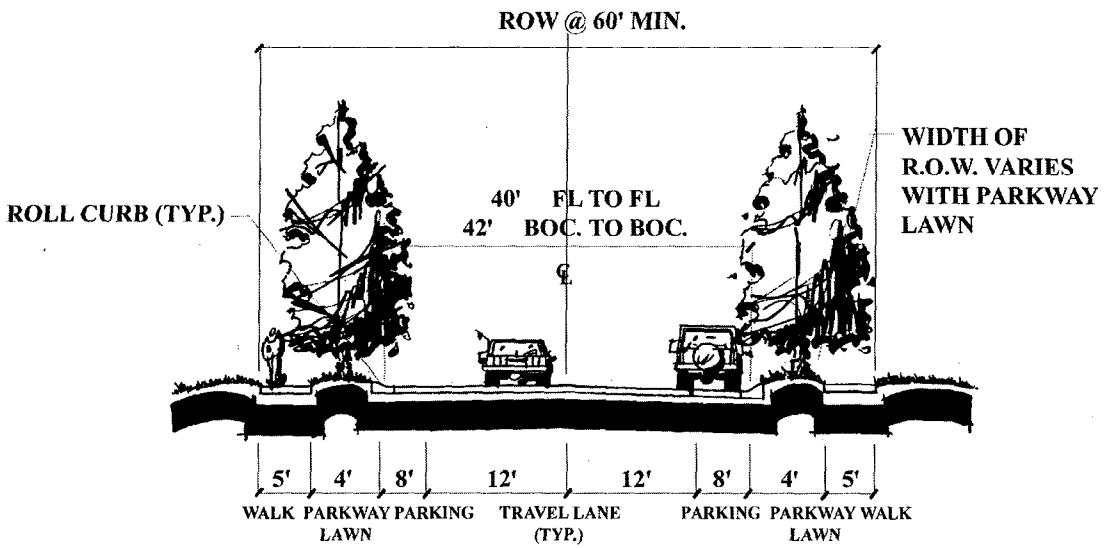 ROW @ 60' MIN.
WIDTH OF
R.O.W. VARIES
WITH PARKWAY
LAWN
ROLL CURB (TYP.)
40' FL TO FL
42' BOC. TO BOC.
CL
5' 4' 8' 12' 12' 8' 4' 5'
WALK PARKWAY PARKING TRAVEL LANE PARKING PARKWAY WALK
LAWN (TYP.) LAWN